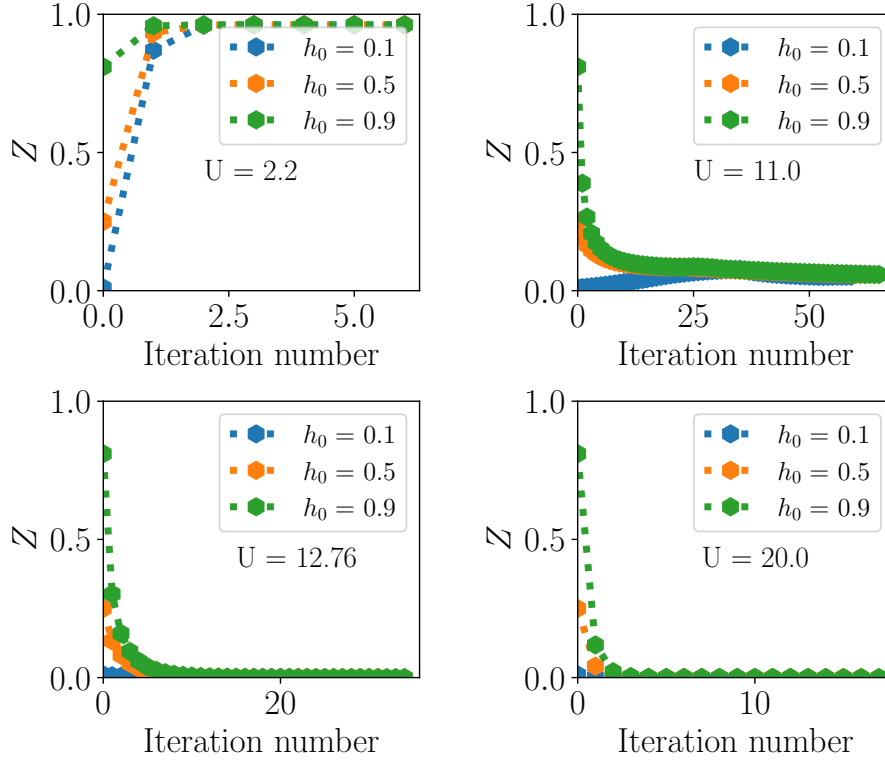 1.0
0.5
0.0
Z
0.0
2.5
5.0
Iteration number
h₀ = 0.1
h₀ = 0.5
h₀ = 0.9
U = 2.2
1.0
0.5
0.0
Z
0
25
50
Iteration number
h₀ = 0.1
h₀ = 0.5
h₀ = 0.9
U = 11.0
1.0
0.5
0.0
Z
20
Iteration number
h₀ = 0.1
h₀ = 0.5
h₀ = 0.9
U = 12.76
1.0
0.5
0.0
Z
10
Iteration number
h₀ = 0.1
h₀ = 0.5
h₀ = 0.9
U = 20.0